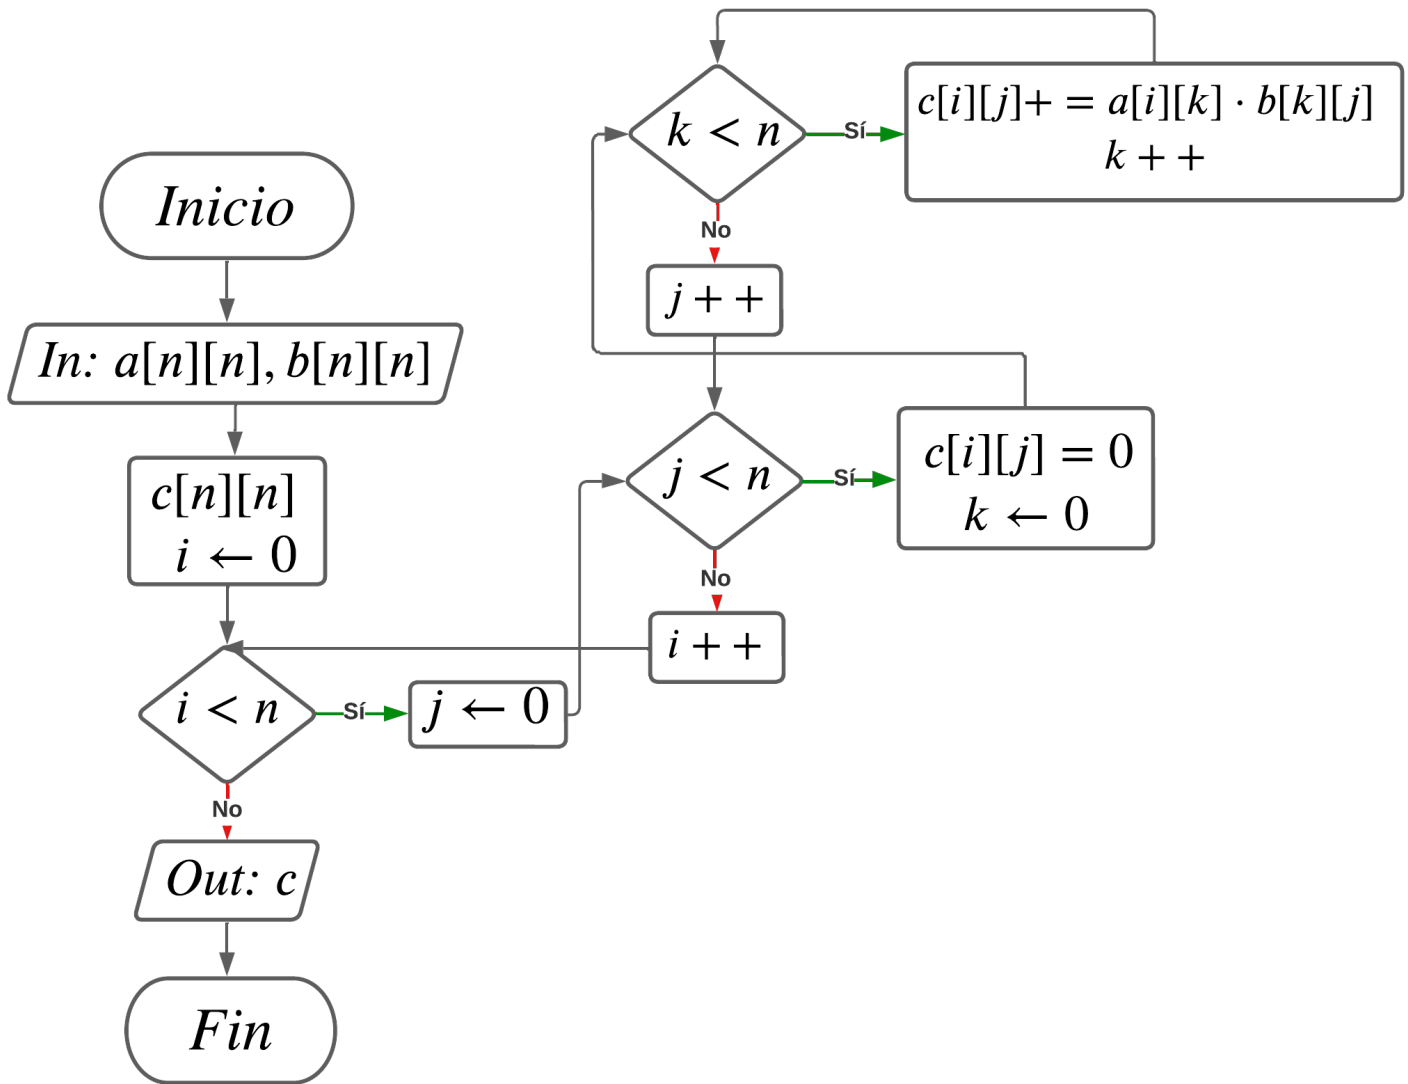 Inicio
In: a[n][n], b[n][n]
c[n][n]
i ← 0
i < n
Sí
j ← 0
No
Out: c
Fin
k < n
Sí
c[i][j]+ = a[i][k] · b[k][j]
k + +
No
j + +
j < n
Sí
c[i][j] = 0
k ← 0
No
i + +